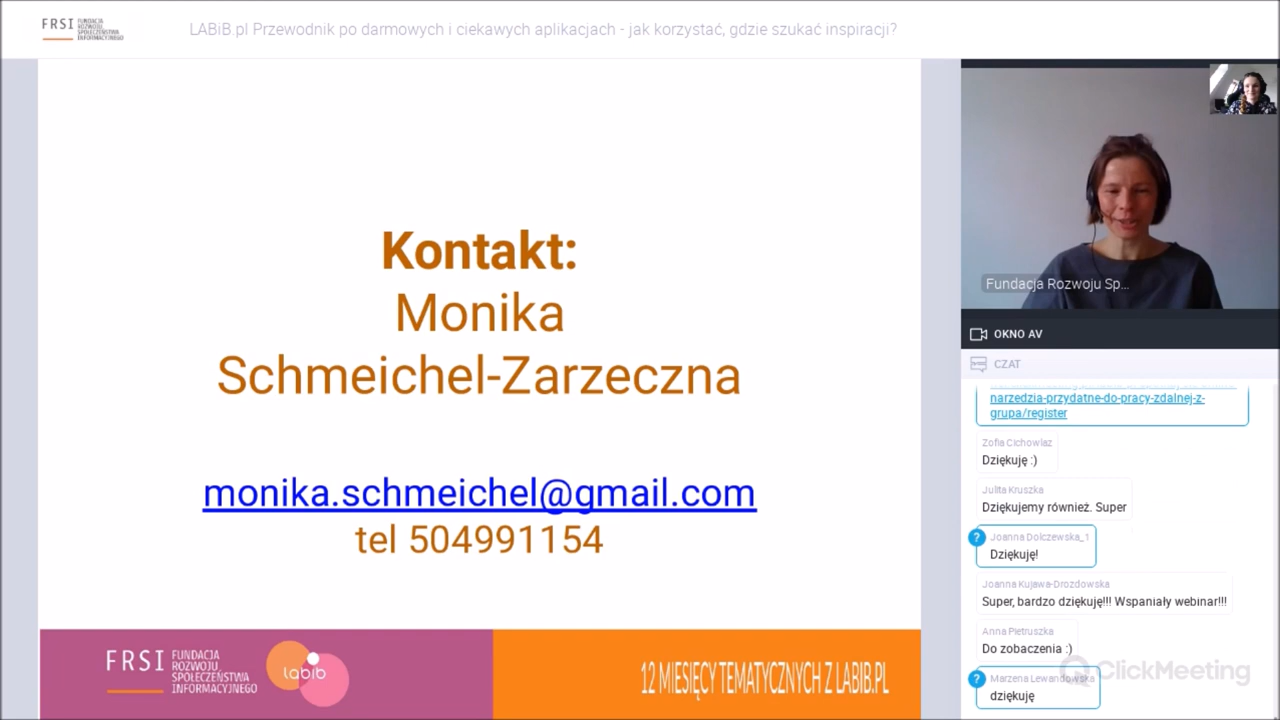 FRSI
FUNDACJA
ROZWOJU
SPOŁECZEŃSTWA
INFORMACYJNEGO
LABiB.pl Przewodnik po darmowych i ciekawych aplikacjach - jak korzystać, gdzie szukać inspiracji?
Kontakt:
Monika
Schmeichel-Zarzeczna
monika.schmeichel@gmail.com
tel 504991154
FRSI
FUNDACJA
ROZWOJU
SPOŁECZEŃSTWA
INFORMACYJNEGO
labib
12 MIESIĘCY TEMATYCZNYCH Z LABIB.PL
Fundacja Rozwoju Sp...
OKNO AV
CZAT
narzedzia-przydatne-do-pracy-zdalnej-z-
grupa/register
Zofia Cichowlaz
Dziękuję :)
Julita Kruszka
Dziękujemy również. Super
Joanna Dolczewska_1
Dziękuję!
Joanna Kujawa-Drozdowska
Super, bardzo dziękuję!!! Wspaniały webinar!!!
Anna Pietruszka
Do zobaczenia :)
Marzena Lewandowska
dziękuję
ClickMeeting